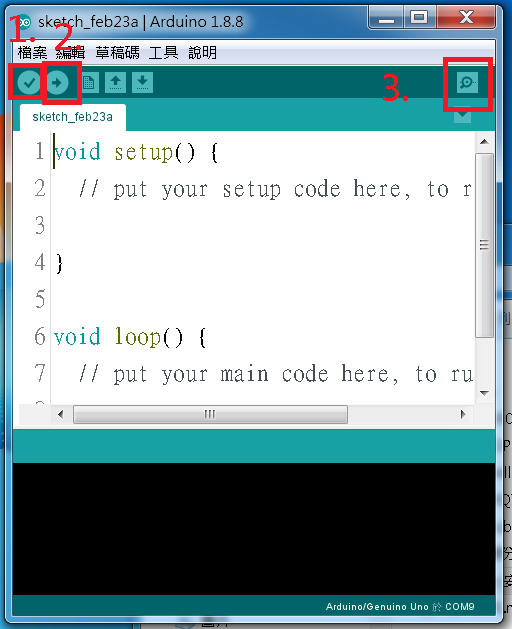 sketch_feb23a | Arduino 1.8.8
1. 2.
檔案 編輯 草稿碼 工具 說明
3.
sketch_feb23a
1 void setup() {
2 // put your setup code here, to r
3
4 }
5
6 void loop() {
7 // put your main code here, to ru
Arduino/Genuino Uno 於 COM9